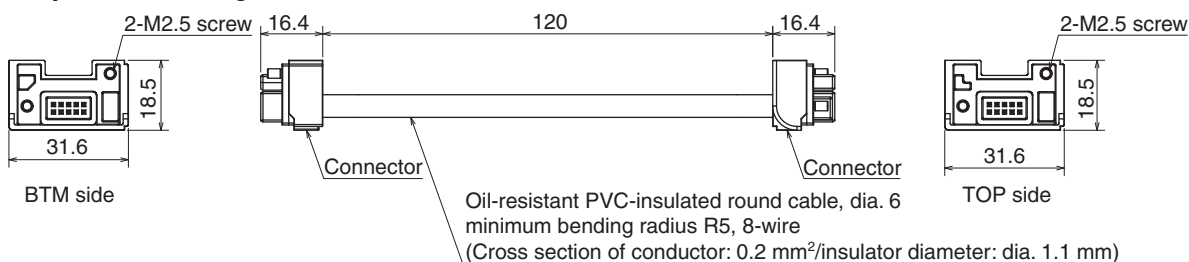 2-M2.5 screw
16.4
120
16.4
2-M2.5 screw
18.5
18.5
31.6
31.6
Connector
Connector
BTM side
TOP side
Oil-resistant PVC-insulated round cable, dia. 6
minimum bending radius R5, 8-wire
(Cross section of conductor: 0.2 mm²/insulator diameter: dia. 1.1 mm)